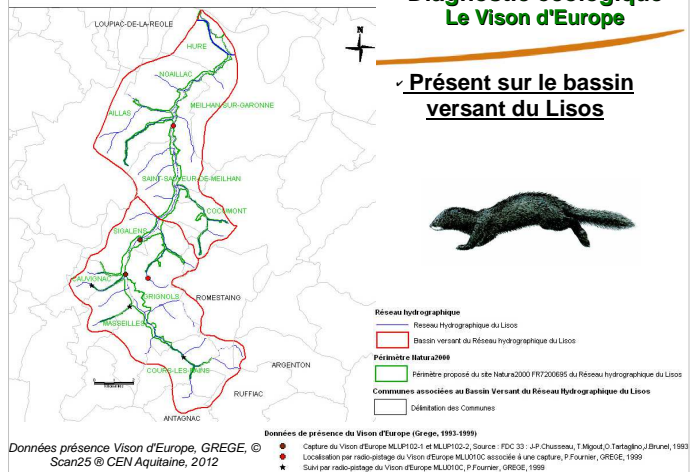 Diagnostic écologique
Le Vison d'Europe
✓ Présent sur le bassin
versant du Lisos
LOUPIAC-DE-LA-REOLE
N
HURE
NOAILLAC
MEILHAN-SUR-GARONNE
AILLAS
SAINT-SAUVEUR-DE-MEILHAN
COCUMONT
SIGALENS
CAUVIGNAC
GRIGNOLS
ROMESTAING
MASSEILLES
COURS-LES-BAINS
ARGENTON
RUFFIAC
ANTAGNAC
Réseau hydrographique
Reseau Hydrographique du Lisos
Bassin versant du Réseau hydrographique du Lisos
Périmètre Natura2000
Périmètre proposé du site Natura2000 FR7200695 du Réseau hydrographique du Lisos
Communes associées au Bassin Versant du Réseau Hydrographique du Lisos
Délimitation des Communes
Données de présence du Vison d'Europe (Grege, 1993-1999)
Capture du Vison d'Europe MLUP102-1 et MLUP102-2, Source : FDC 33 : J-P.Chusseau, T.Migout,O.Tartaglino,J.Brunel, 1993
Localisation par radio-pistage du Vison d'Europe MLU010C associée à une capture, P.Fournier, GREGE, 1999
Suivi par radio-pistage du Vison d'Europe MLU010C, P.Fournier, GREGE, 1999
Données présence Vison d'Europe, GREGE, ©
Scan25 ® CEN Aquitaine, 2012